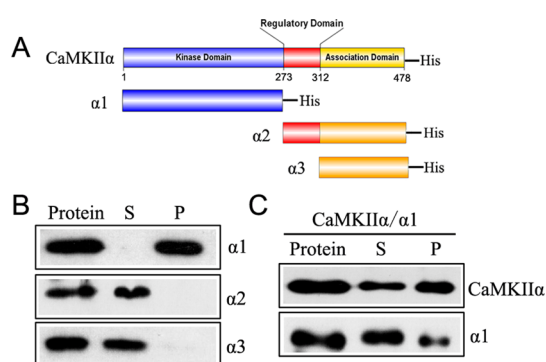 A
Regulatory Domain
CaMKIIα
Kinase Domain
Association Domain
His
1
273
312
478
α1
His
α2
His
α3
His
B
Protein S P
α1
α2
α3
C
CaMKIIα/α1
Protein S P
CaMKIIα
α1